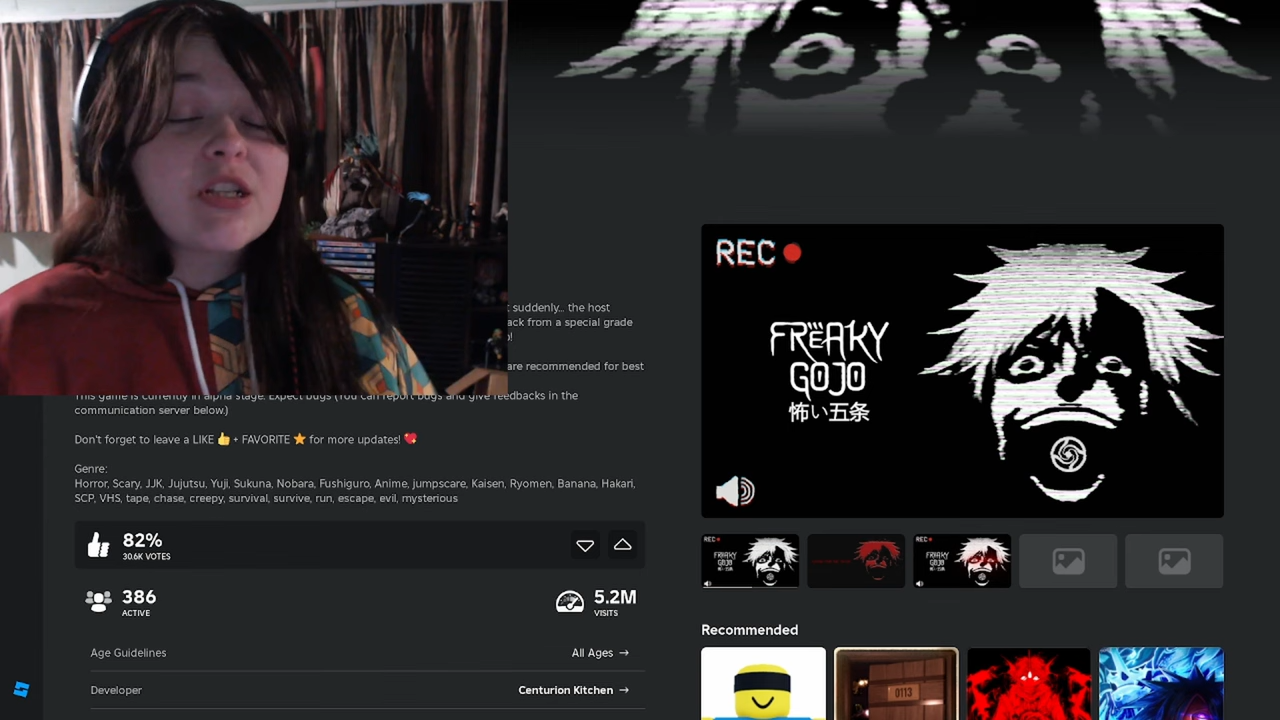 t suddenly... the host
ack from a special grade
o!
are recommended for best
This game is currently in alpha stage. Expect bugs (You can report bugs and give feedbacks in the
communication server below.)
Don't forget to leave a LIKE 👍 + FAVORITE ⭐ for more updates! 💖
Genre:
Horror, Scary, JJK, Jujutsu, Yuji, Sukuna, Nobara, Fushiguro, Anime, jumpscare, Kaisen, Ryomen, Banana, Hakari,
SCP, VHS, tape, chase, creepy, survival, survive, run, escape, evil, mysterious
82%
30.6K VOTES
386
ACTIVE
5.2M
VISITS
Age Guidelines
All Ages →
Developer
Centurion Kitchen →
REC
FREAKY
GOJO
怖い五条
REC
FREAKY
GOJO
REC
FREAKY
GOJO
Recommended
0113